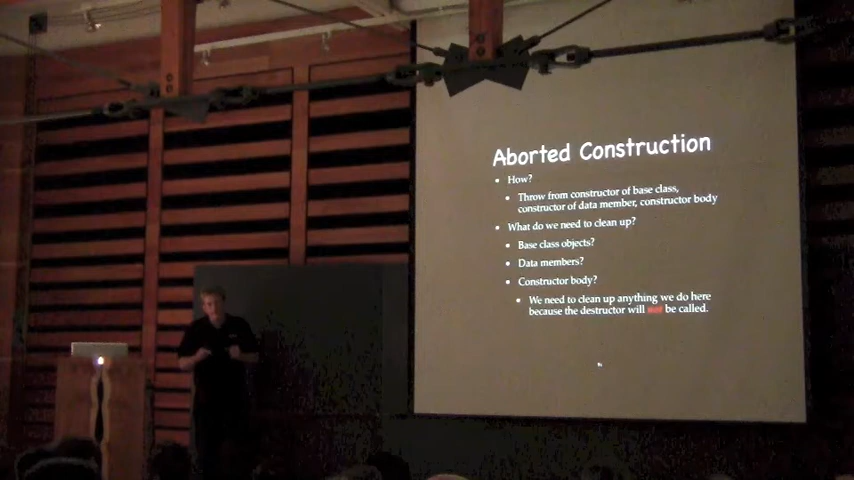 Aborted Construction
• How?
• Throw from constructor of base class,
constructor of data member, constructor body
• What do we need to clean up?
• Base class objects?
• Data members?
• Constructor body?
• We need to clean up anything we do here
because the destructor will not be called.